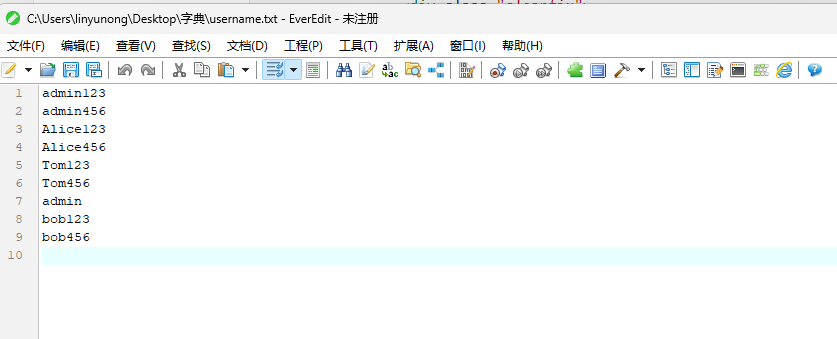 C:\Users\linyunong\Desktop\字典\username.txt - EverEdit - 未注册
文件(F) 编辑(E) 查看(V) 查找(S) 文档(D) 工程(P) 工具(T) 扩展(A) 窗口(I) 帮助(H)
1 admin123
2 admin456
3 Alice123
4 Alice456
5 Tom123
6 Tom456
7 admin
8 bob123
9 bob456
10